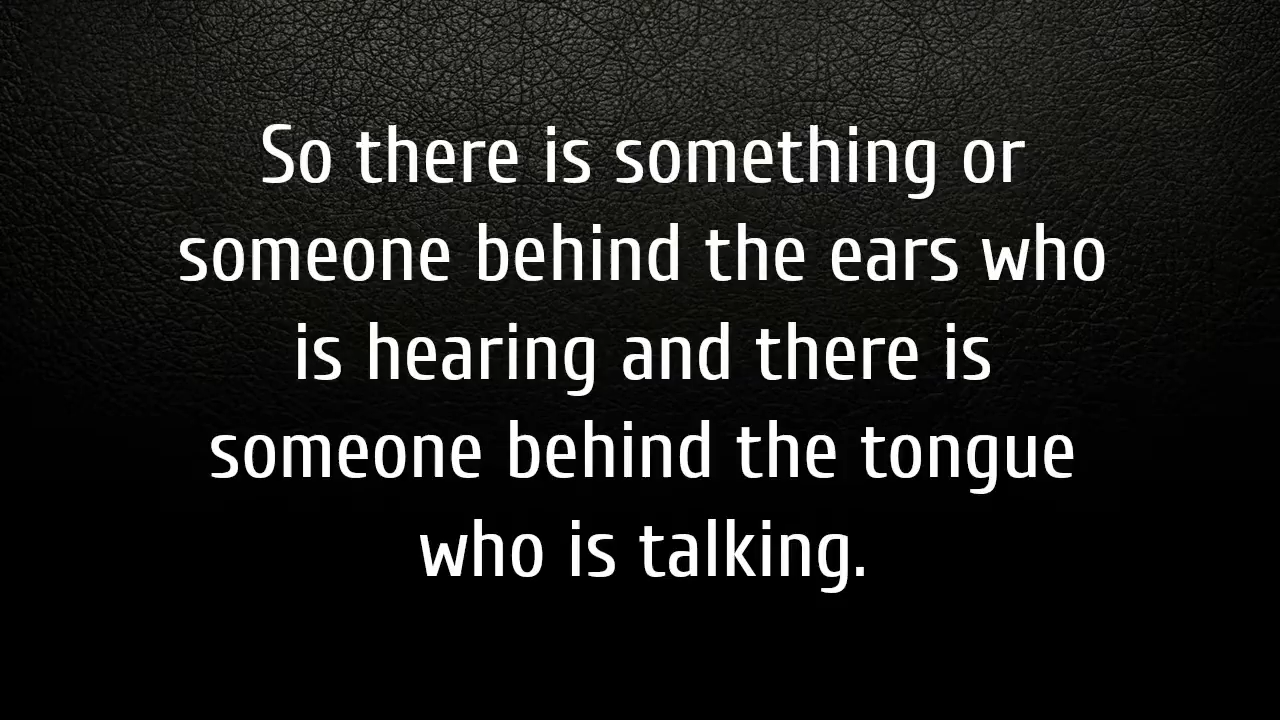 So there is something or
someone behind the ears who
is hearing and there is
someone behind the tongue
who is talking.